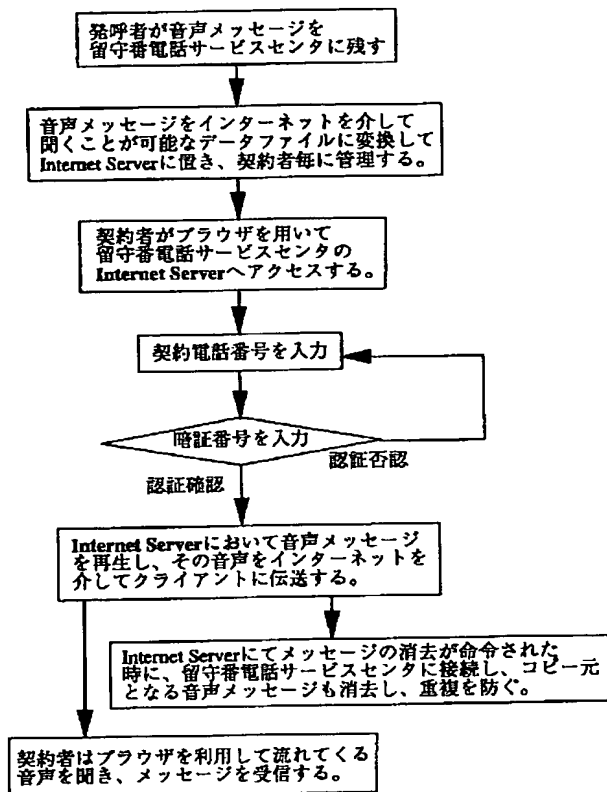 発呼者が音声メッセージを
留守番電話サービスセンタに残す
音声メッセージをインターネットを介して
聞くことが可能なデータファイルに変換して
Internet Serverに置き、契約者毎に管理する。
契約者がブラウザを用いて
留守番電話サービスセンタの
Internet Serverへアクセスする。
契約電話番号を入力
暗証番号を入力
認証否認
認証確認
Internet Serverにおいて音声メッセージ
を再生し、その音声をインターネットを
介してクライアントに伝送する。
Internet Serverにてメッセージの消去が命令された
時に、留守番電話サービスセンタに接続し、コピー元
となる音声メッセージも消去し、重複を防ぐ。
契約者はブラウザを利用して流れてくる
音声を聞き、メッセージを受信する。